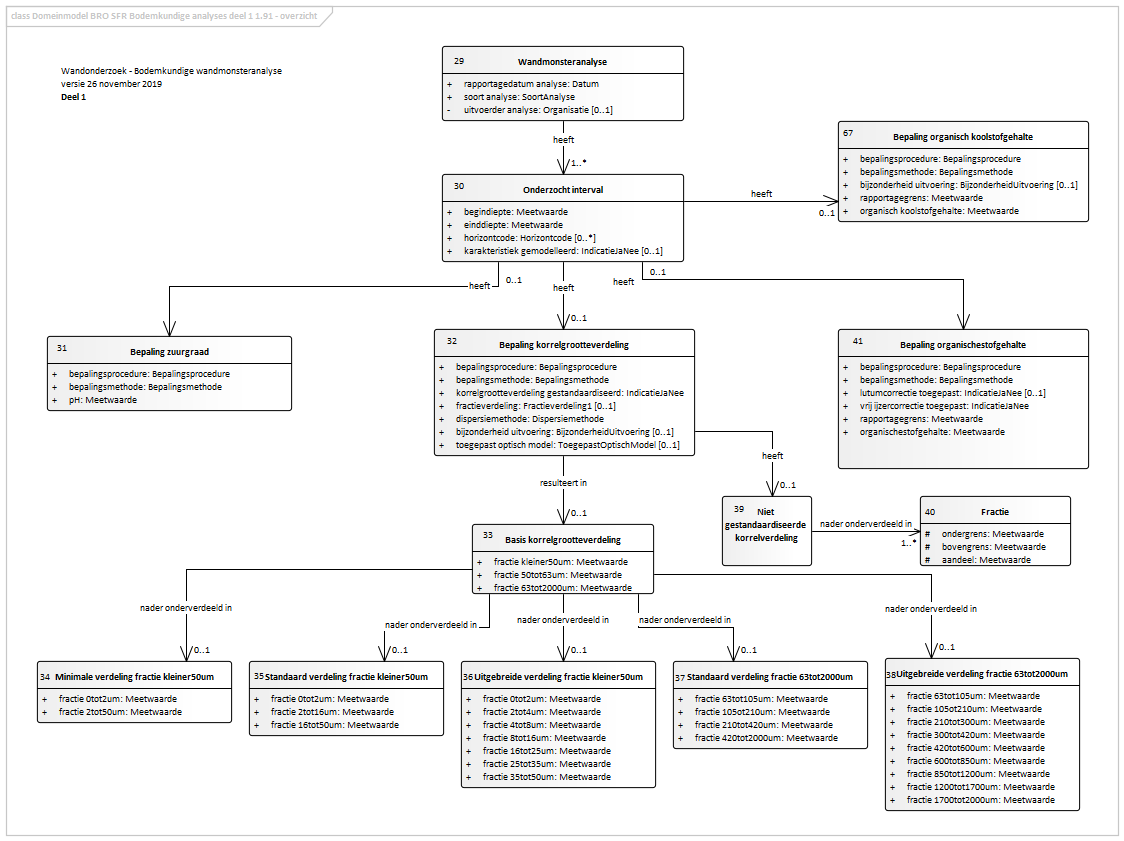 class Domeinmodel BRO SFR Bodemkundige analyses deel 1 1.91 - overzicht
Wandonderzoek - Bodemkundige wandmonsteranalyse
versie 26 november 2019
Deel 1
29 Wandmonsteranalyse
+ rapportagedatum analyse: Datum
+ soort analyse: SoortAnalyse
- uitvoerder analyse: Organisatie [0..1]
heeft
1..*
67 Bepaling organisch koolstofgehalte
+ bepalingsprocedure: Bepalingsprocedure
+ bepalingsmethode: Bepalingsmethode
+ bijzonderheid uitvoering: BijzonderheidUitvoering [0..1]
+ rapportagegrens: Meetwaarde
+ organisch koolstofgehalte: Meetwaarde
30 Onderzocht interval
+ begindiepte: Meetwaarde
+ einddiepte: Meetwaarde
+ horizontcode: Horizontcode [0..*]
+ karakteristiek gemodelleerd: IndicatieJaNee [0..1]
heeft
0..1
heeft
0..1
heeft
0..1
heeft
0..1
31 Bepaling zuurgraad
+ bepalingsprocedure: Bepalingsprocedure
+ bepalingsmethode: Bepalingsmethode
+ pH: Meetwaarde
32 Bepaling korrelgrootteverdeling
+ bepalingsprocedure: Bepalingsprocedure
+ bepalingsmethode: Bepalingsmethode
+ korrelgrootteverdeling gestandaardiseerd: IndicatieJaNee
+ fractieverdeling: Fractieverdeling1 [0..1]
+ dispersiemethode: Dispersiemethode
+ bijzonderheid uitvoering: BijzonderheidUitvoering [0..1]
+ toegepast optisch model: ToegepastOptischModel [0..1]
41 Bepaling organischestofgehalte
+ bepalingsprocedure: Bepalingsprocedure
+ bepalingsmethode: Bepalingsmethode
+ lutumcorrectie toegepast: IndicatieJaNee [0..1]
+ vrij ijzercorrectie toegepast: IndicatieJaNee
+ rapportagegrens: Meetwaarde
+ organischestofgehalte: Meetwaarde
heeft
0..1
resulteert in
0..1
39 Niet
gestandaardiseerde
korrelverdeling
nader onderverdeeld in
1..*
40 Fractie
# ondergrens: Meetwaarde
# bovengrens: Meetwaarde
# aandeel: Meetwaarde
33 Basis korrelgrootteverdeling
+ fractie kleiner50um: Meetwaarde
+ fractie 50tot63um: Meetwaarde
+ fractie 63tot2000um: Meetwaarde
nader onderverdeeld in
0..1
nader onderverdeeld in
0..1
nader onderverdeeld in
0..1
nader onderverdeeld in
0..1
nader onderverdeeld in
0..1
34 Minimale verdeling fractie kleiner50um
+ fractie 0tot2um: Meetwaarde
+ fractie 2tot50um: Meetwaarde
35 Standaard verdeling fractie kleiner50um
+ fractie 0tot2um: Meetwaarde
+ fractie 2tot16um: Meetwaarde
+ fractie 16tot50um: Meetwaarde
36 Uitgebreide verdeling fractie kleiner50um
+ fractie 0tot2um: Meetwaarde
+ fractie 2tot4um: Meetwaarde
+ fractie 4tot8um: Meetwaarde
+ fractie 8tot16um: Meetwaarde
+ fractie 16tot25um: Meetwaarde
+ fractie 25tot35um: Meetwaarde
+ fractie 35tot50um: Meetwaarde
37 Standaard verdeling fractie 63tot2000um
+ fractie 63tot105um: Meetwaarde
+ fractie 105tot210um: Meetwaarde
+ fractie 210tot420um: Meetwaarde
+ fractie 420tot2000um: Meetwaarde
38 Uitgebreide verdeling fractie 63tot2000um
+ fractie 63tot105um: Meetwaarde
+ fractie 105tot210um: Meetwaarde
+ fractie 210tot300um: Meetwaarde
+ fractie 300tot420um: Meetwaarde
+ fractie 420tot600um: Meetwaarde
+ fractie 600tot850um: Meetwaarde
+ fractie 850tot1200um: Meetwaarde
+ fractie 1200tot1700um: Meetwaarde
+ fractie 1700tot2000um: Meetwaarde